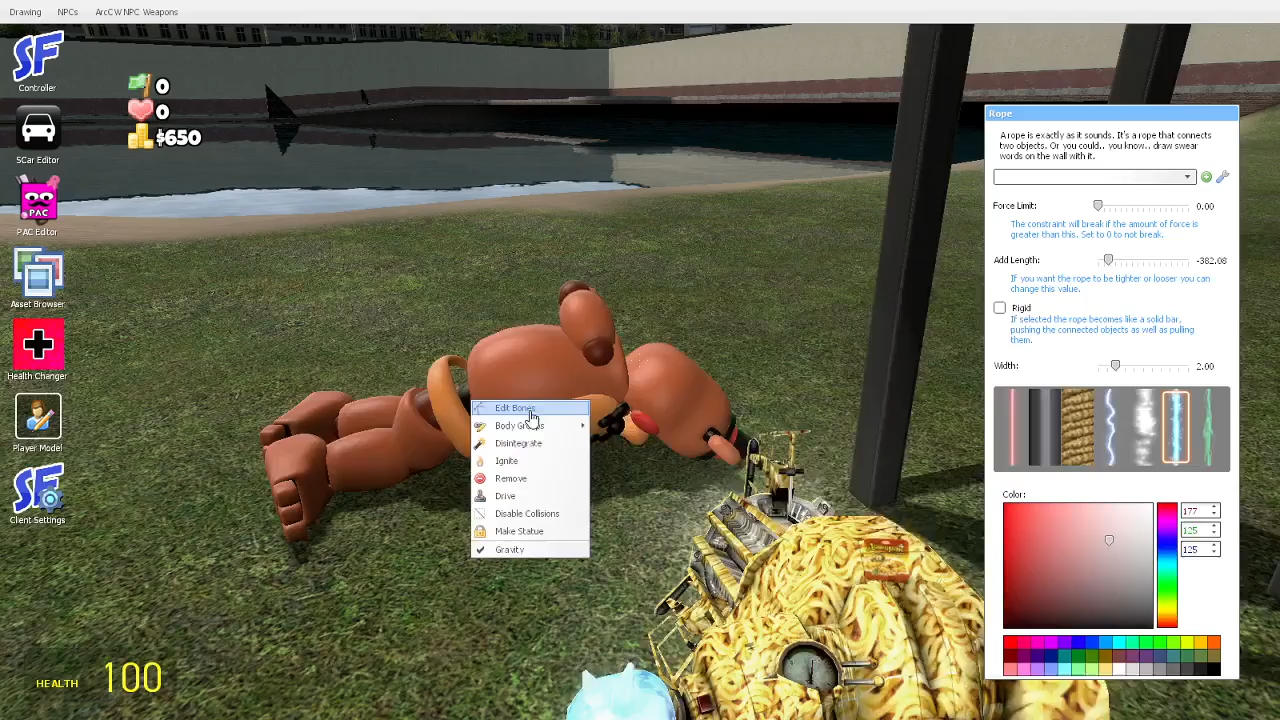 Drawing NPCs ArcCW NPC Weapons
SF
Controller
SCar Editor
PAC
PAC Editor
Asset Browser
Health Changer
Player Model
SF
Client-Settings
0
0
$650
Edit Bones
Body Groups
Disintegrate
Ignite
Remove
Drive
Disable Collisions
Make Statue
Gravity
Rope
A rope is exactly as it sounds. It's a rope that connects
two objects. Or you could.. you know.. draw swear
words on the wall with it.
Force Limit: 0.00
The constraint will break if the amount of force is
greater than this. Set to 0 to not break.
Add Length: -382.08
If you want the rope to be tighter or looser you can
change this value.
Rigid
If selected the rope becomes like a solid bar,
pushing the connected objects as well as pulling
them.
Width: 2.00
Color:
177
125
125
HEALTH 100